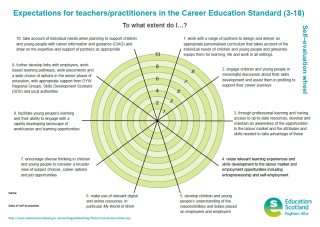 Expectations for teachers/practitioners in the Career Education Standard (3-18)
To what extent do I...?
Self-evaluation wheel
10. take account of individual needs when planning to support
children and young people with career information and guidance (CIAG) and
draw on the expertise and support of partners as appropriate
1. work with a range of partners to design and deliver an
appropriate personalised curriculum that takes account of the
individual needs of children and young people and genuinely
equips them for learning, life and work in all settings.
9. further develop links with employers, work-
based learning pathways, work placements and
a wide choice of options in the senior phase of
education, with appropriate support from DYW
Regional Groups, Skills Development Scotland
(SDS) and local authorities
2. engage children and young people in
meaningful discussion about their skills
development and assist them in profiling to
support their career journeys
8. facilitate young people's learning
and their ability to engage with a
rapidly developing landscape of
work/career and learning opportunities
3. through professional learning and having
access to up-to-date resources, develop and
maintain an awareness of the opportunities
in the labour market and the attitudes and
skills needed to take advantage of these
7. encourage diverse thinking in children
and young people to consider a broader
view of subject choices, career options
and job opportunities
4. relate relevant learning experiences and
skills development to the labour market and
employment opportunities including
entrepreneurship and self-employment
6. make use of relevant digital
and online resources, in
particular My World of Work
5. develop children and young
people's understanding of the
responsibilities and duties placed
on employers and employees
10
8
6
4
2
0
Name:
Date of self-evaluation:
Education
Scotland
Foghlam Alba